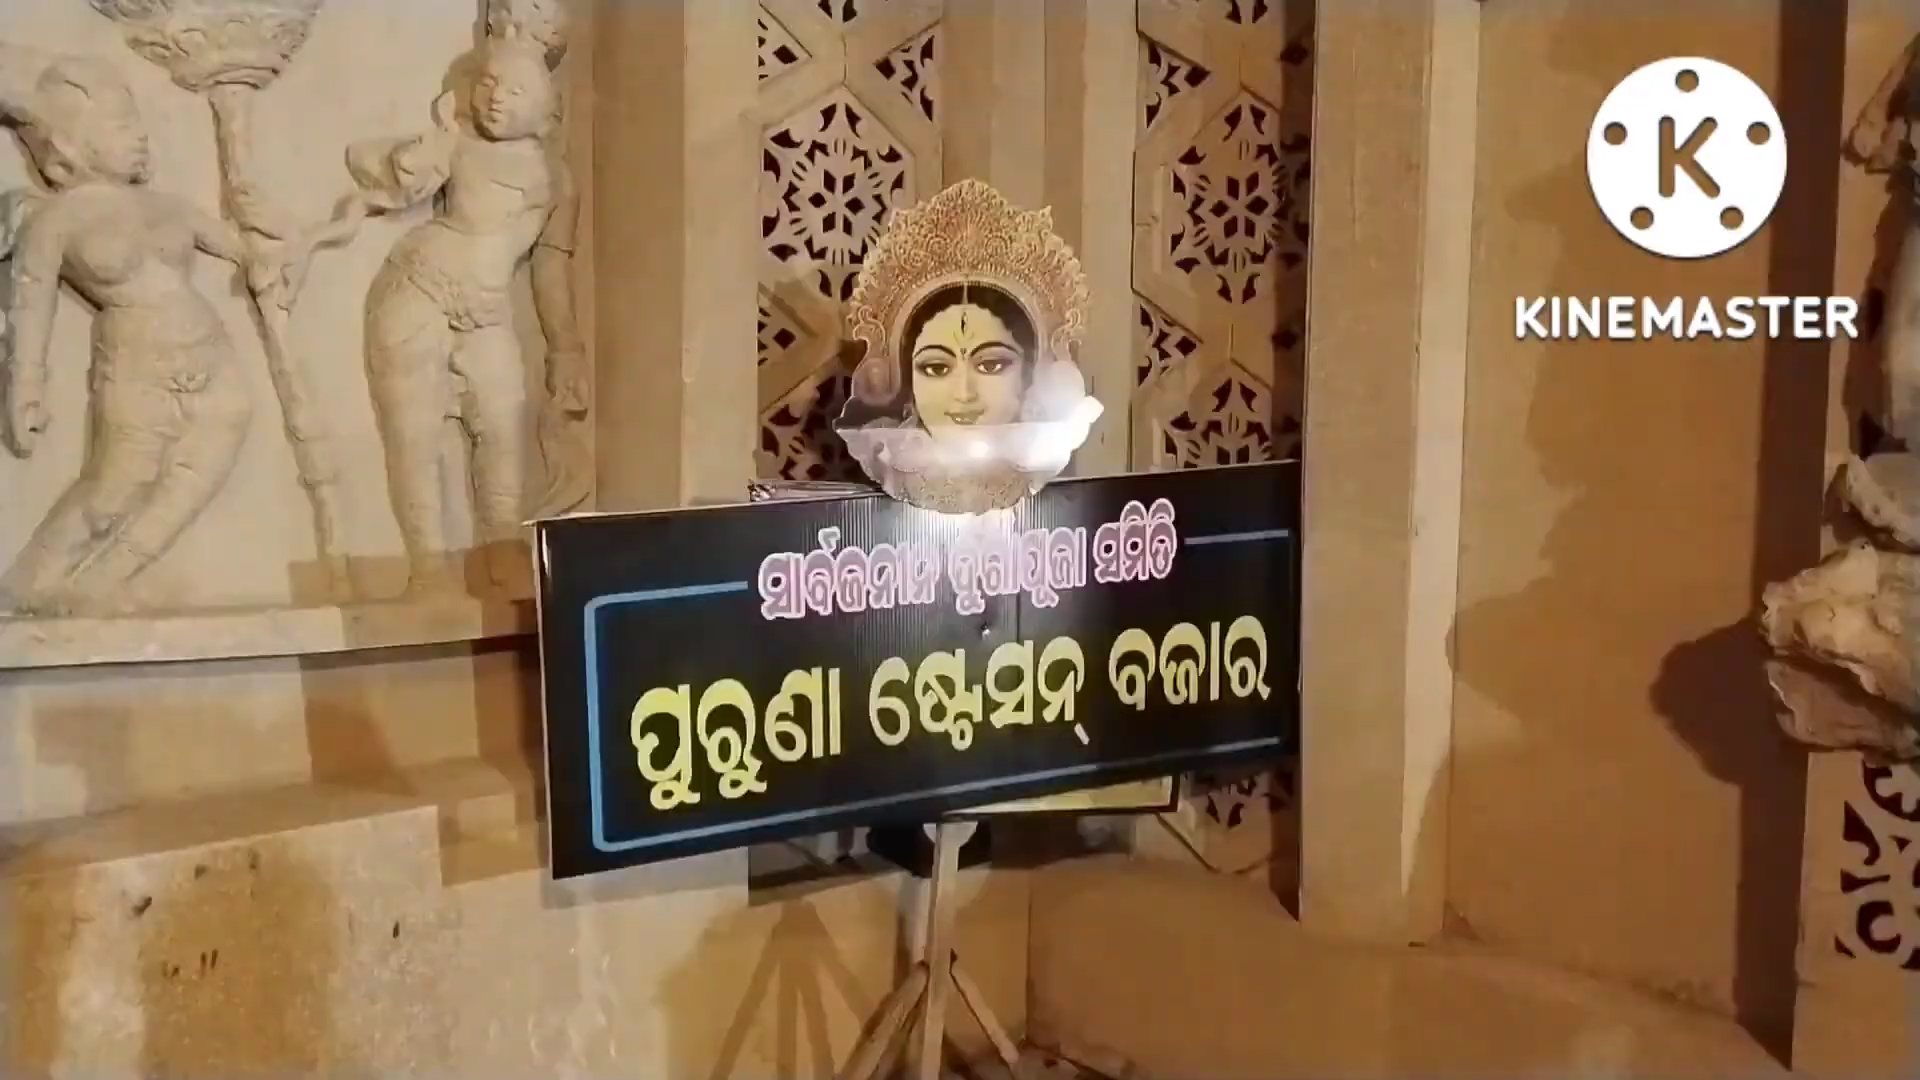 ସାର୍ବଜନୀନ ଦୁର୍ଗାପୂଜା ସମିତି
ପୁରୁଣା ଷ୍ଟେସନ୍ ବଜାର
K
KINEMASTER